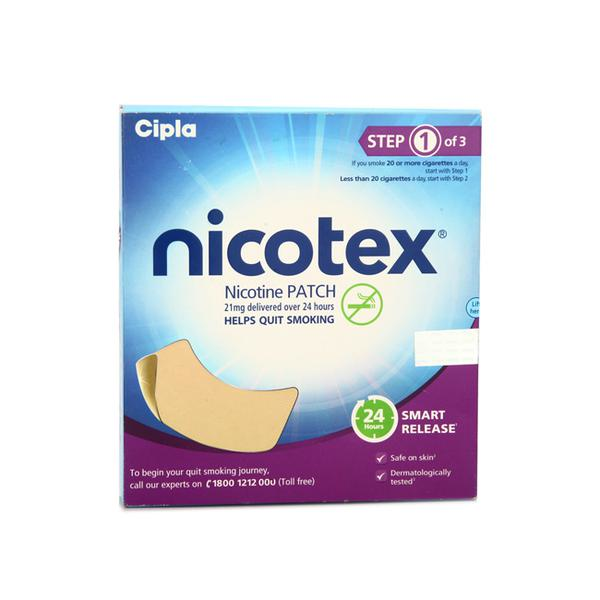 Cipla
STEP 1 of 3
If you smoke 20 or more cigarettes a day,
start with Step 1
Less than 20 cigarettes a day, start with Step 2
nicotex®
Nicotine PATCH
21mg delivered over 24 hours
HELPS QUIT SMOKING
24
Hours
SMART
RELEASE†
Safe on skin‡
Dermatologically
tested‡
To begin your quit smoking journey,
call our experts on 1800 1212 000 (Toll free)